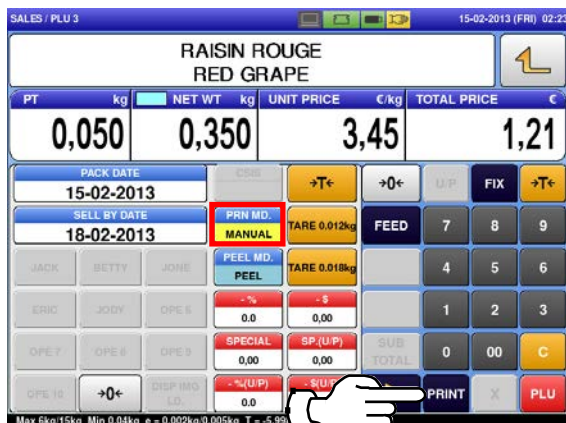 SALES / PLU 3
15-02-2013 (FRI) 02:23
RAISIN ROUGE
RED GRAPE
PT kg NET WT kg UNIT PRICE €/kg TOTAL PRICE €
0,050 0,350 3,45 1,21
PACK DATE
15-02-2013
CSIS →T← →0← U/P FIX →T←
SELL BY DATE
18-02-2013
PRN MD.
MANUAL
TARE 0.012kg FEED 7 8 9
JACK BETTY JONE
PEEL MD.
PEEL
TARE 0.018kg 4 5 6
ERIC JODY OPE 6
- %
0.0
- $
0,00
1 2 3
OPE 7 OPE 8 OPE 9
SPECIAL
0,00
SP.(U/P)
0,00
SUB
TOTAL
0 00 C
OPE 10 →0←
DISP IMG
LD.
- %(U/P)
0.0
- $(U/P)
PRINT X PLU
Max 6kg/15kg Min 0.04kg e = 0.002kg/0.005kg T = -5.99